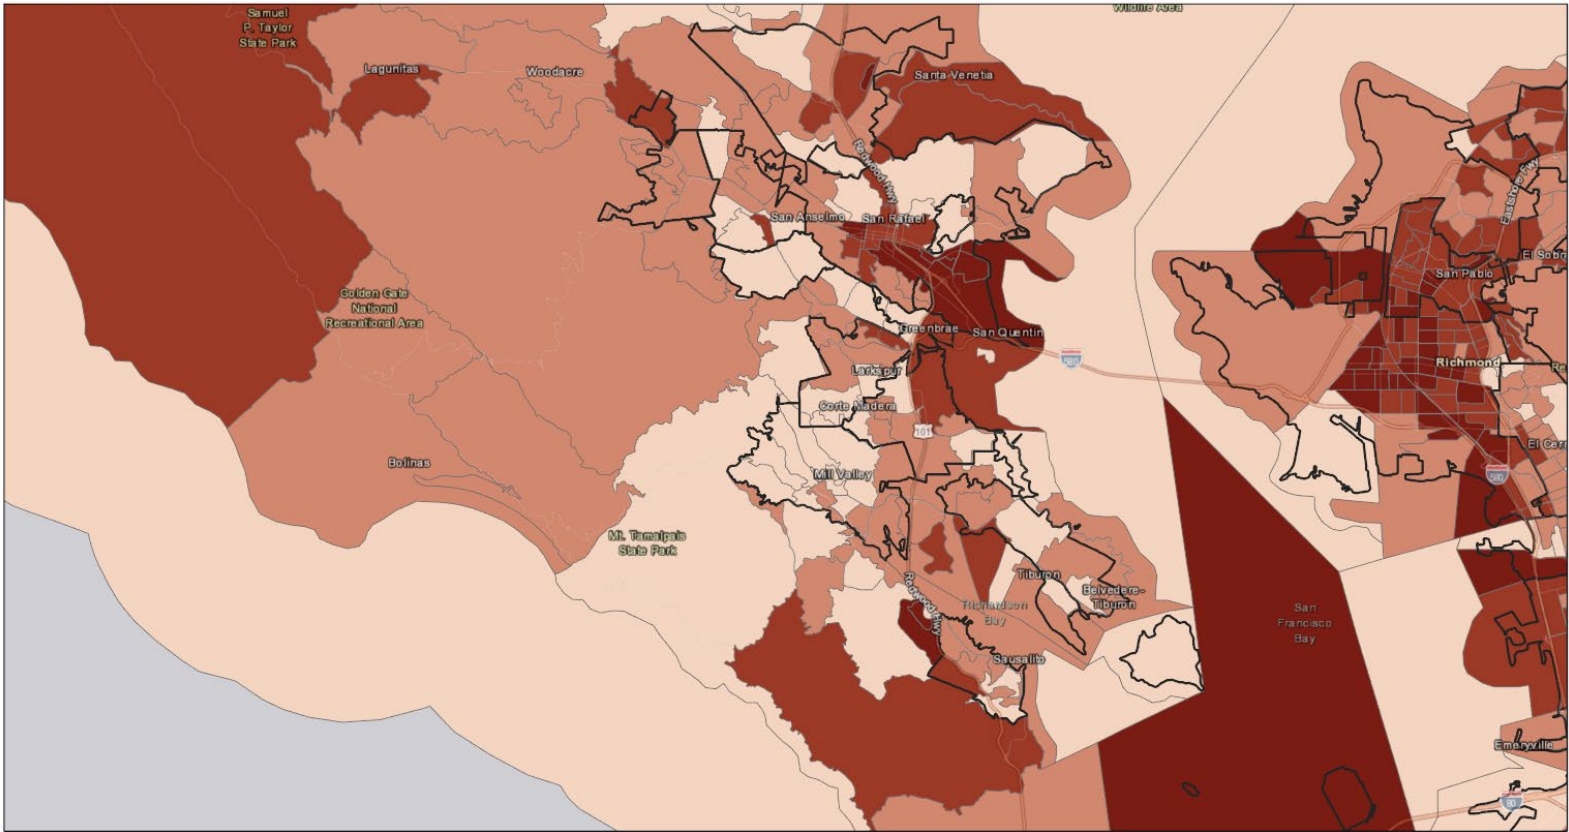 Samuel
P. Taylor
State Park
Wildlife Area
Lagunitas
Woodacre
Santa Venetia
Redwood Hwy
Eastshore Fwy
San Anselmo
San Rafael
El Sobr
San Pablo
Golden Gate
National
Recreational Area
Greenbrae
San Quentin
580
Richmond
Larkspur
Corte Madera
101
El Cerr
Bolinas
Mill Valley
580
Mt. Tamalpais
State Park
Tiburon
Belvedere-
Tiburon
Richardson
Bay
Redwood Hwy
San
Francisco
Bay
Sausalito
Emeryville
80